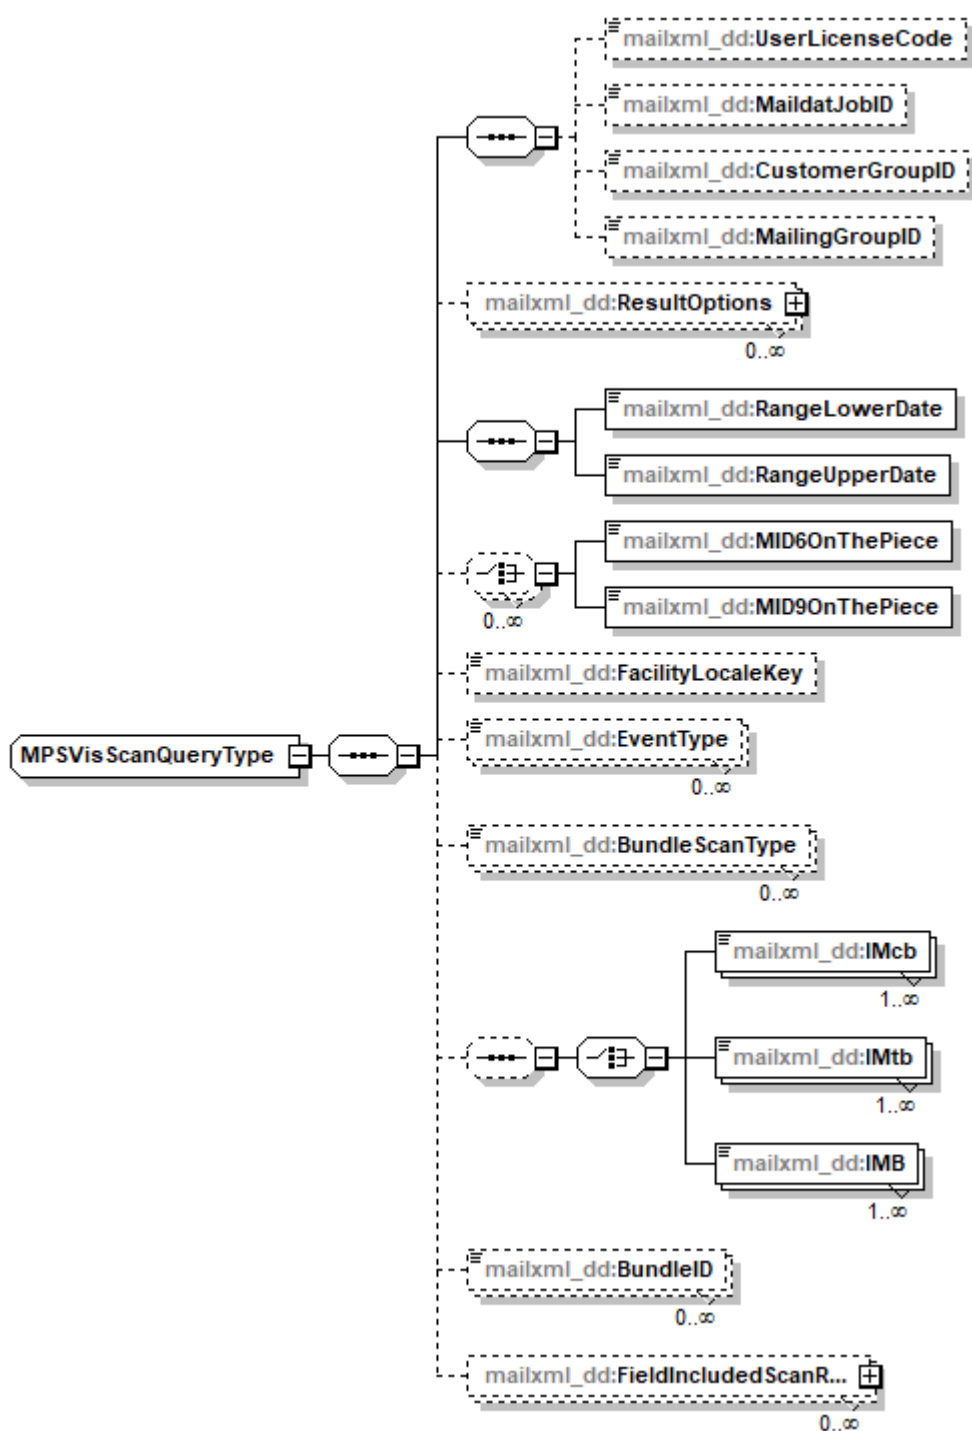 mailxml_dd:UserLicenseCode
mailxml_dd:MaildatJobID
mailxml_dd:CustomerGroupID
mailxml_dd:MailingGroupID
mailxml_dd:ResultOptions
0..∞
mailxml_dd:RangeLowerDate
mailxml_dd:RangeUpperDate
mailxml_dd:MID6OnThePiece
mailxml_dd:MID9OnThePiece
0..∞
mailxml_dd:FacilityLocaleKey
MPSVisScanQueryType
mailxml_dd:EventType
0..∞
mailxml_dd:BundleScanType
0..∞
mailxml_dd:IMcb
1..∞
mailxml_dd:IMtb
1..∞
mailxml_dd:IMB
1..∞
mailxml_dd:BundleID
0..∞
mailxml_dd:FieldIncludedScanR...
0..∞